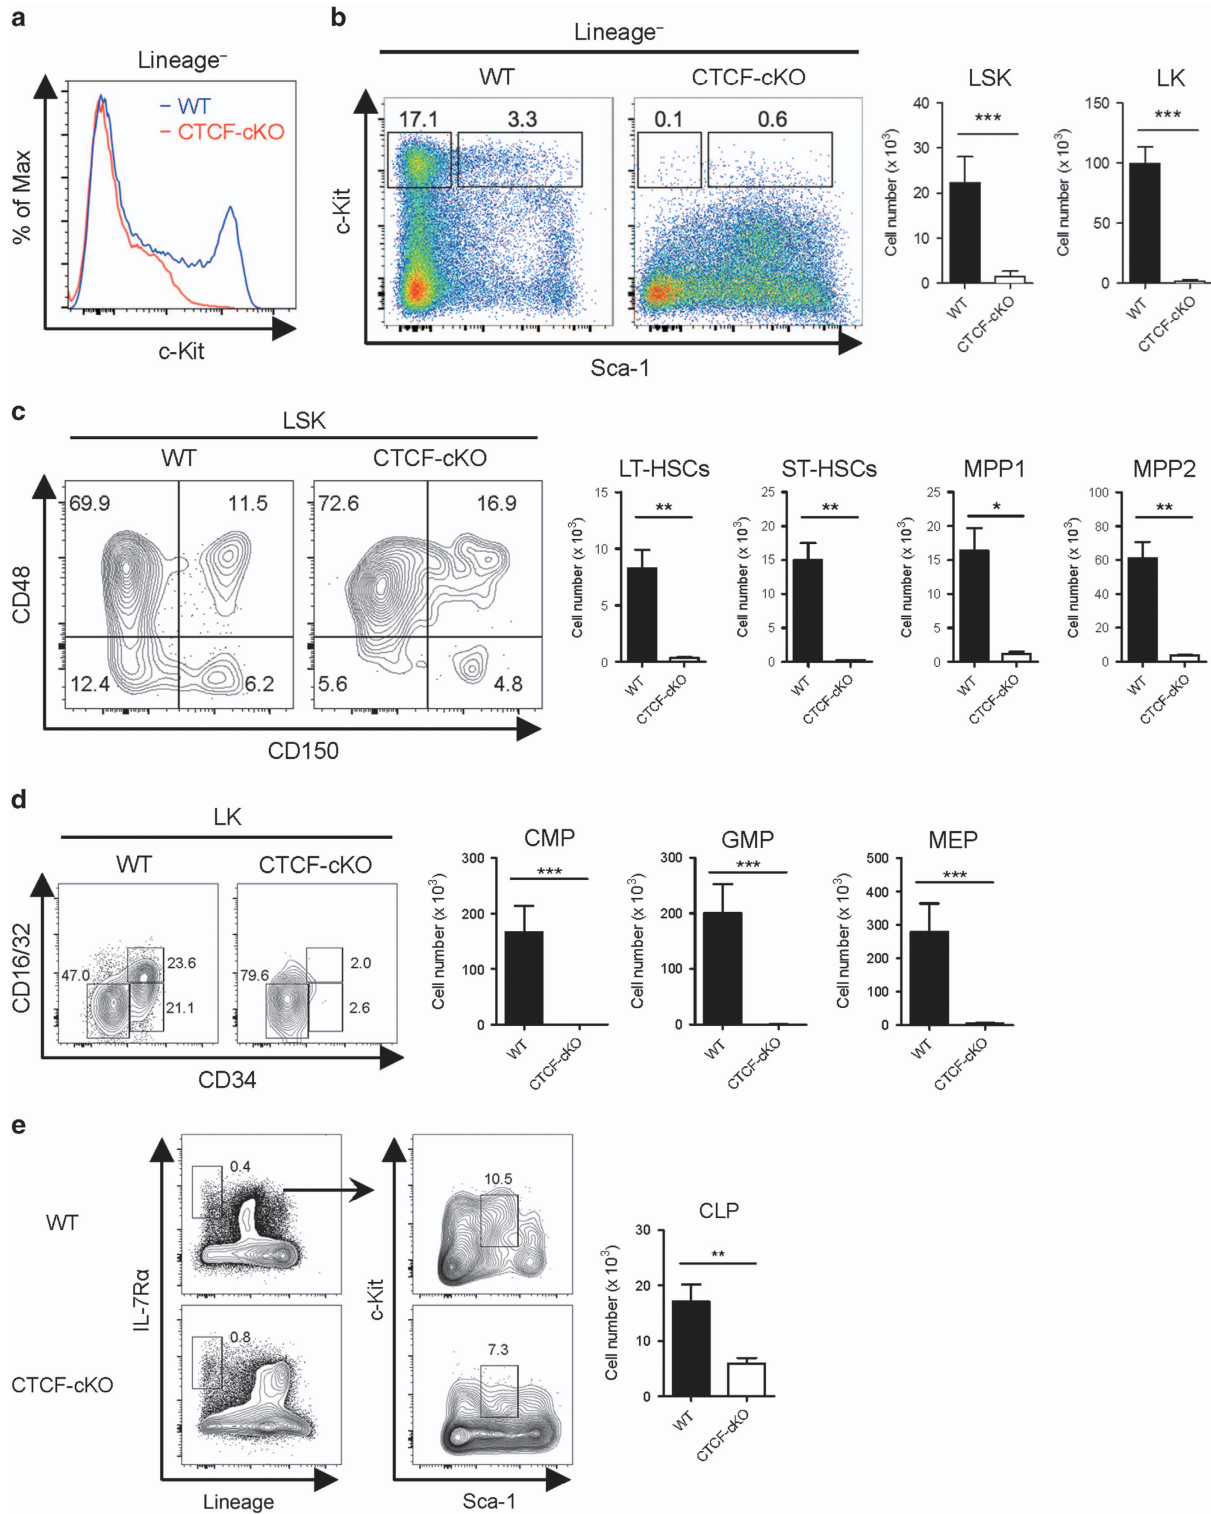 a
Lineage⁻
WT
CTCF-cKO
% of Max
c-Kit
b
Lineage⁻
WT
CTCF-cKO
17.1
3.3
0.1
0.6
c-Kit
Sca-1
LSK
Cell number (x 10³)
40
30
20
10
0
***
WT
CTCF-cKO
LK
Cell number (x 10³)
150
100
50
0
***
WT
CTCF-cKO
c
LSK
WT
CTCF-cKO
69.9
11.5
12.4
6.2
72.6
16.9
5.6
4.8
CD48
CD150
LT-HSCs
Cell number (x 10³)
15
10
5
0
**
WT
CTCF-cKO
ST-HSCs
Cell number (x 10³)
25
20
15
10
5
0
**
WT
CTCF-cKO
MPP1
Cell number (x 10³)
25
20
15
10
5
0
*
WT
CTCF-cKO
MPP2
Cell number (x 10³)
100
80
60
40
20
0
**
WT
CTCF-cKO
d
LK
WT
CTCF-cKO
47.0
23.6
21.1
79.6
2.0
2.6
CD16/32
CD34
CMP
Cell number (x 10³)
300
200
100
0
***
WT
CTCF-cKO
GMP
Cell number (x 10³)
300
200
100
0
***
WT
CTCF-cKO
MEP
Cell number (x 10³)
500
400
300
200
100
0
***
WT
CTCF-cKO
e
WT
CTCF-cKO
IL-7Rα
0.4
0.8
Lineage
c-Kit
10.5
7.3
Sca-1
CLP
Cell number (x 10³)
30
20
10
0
**
WT
CTCF-cKO